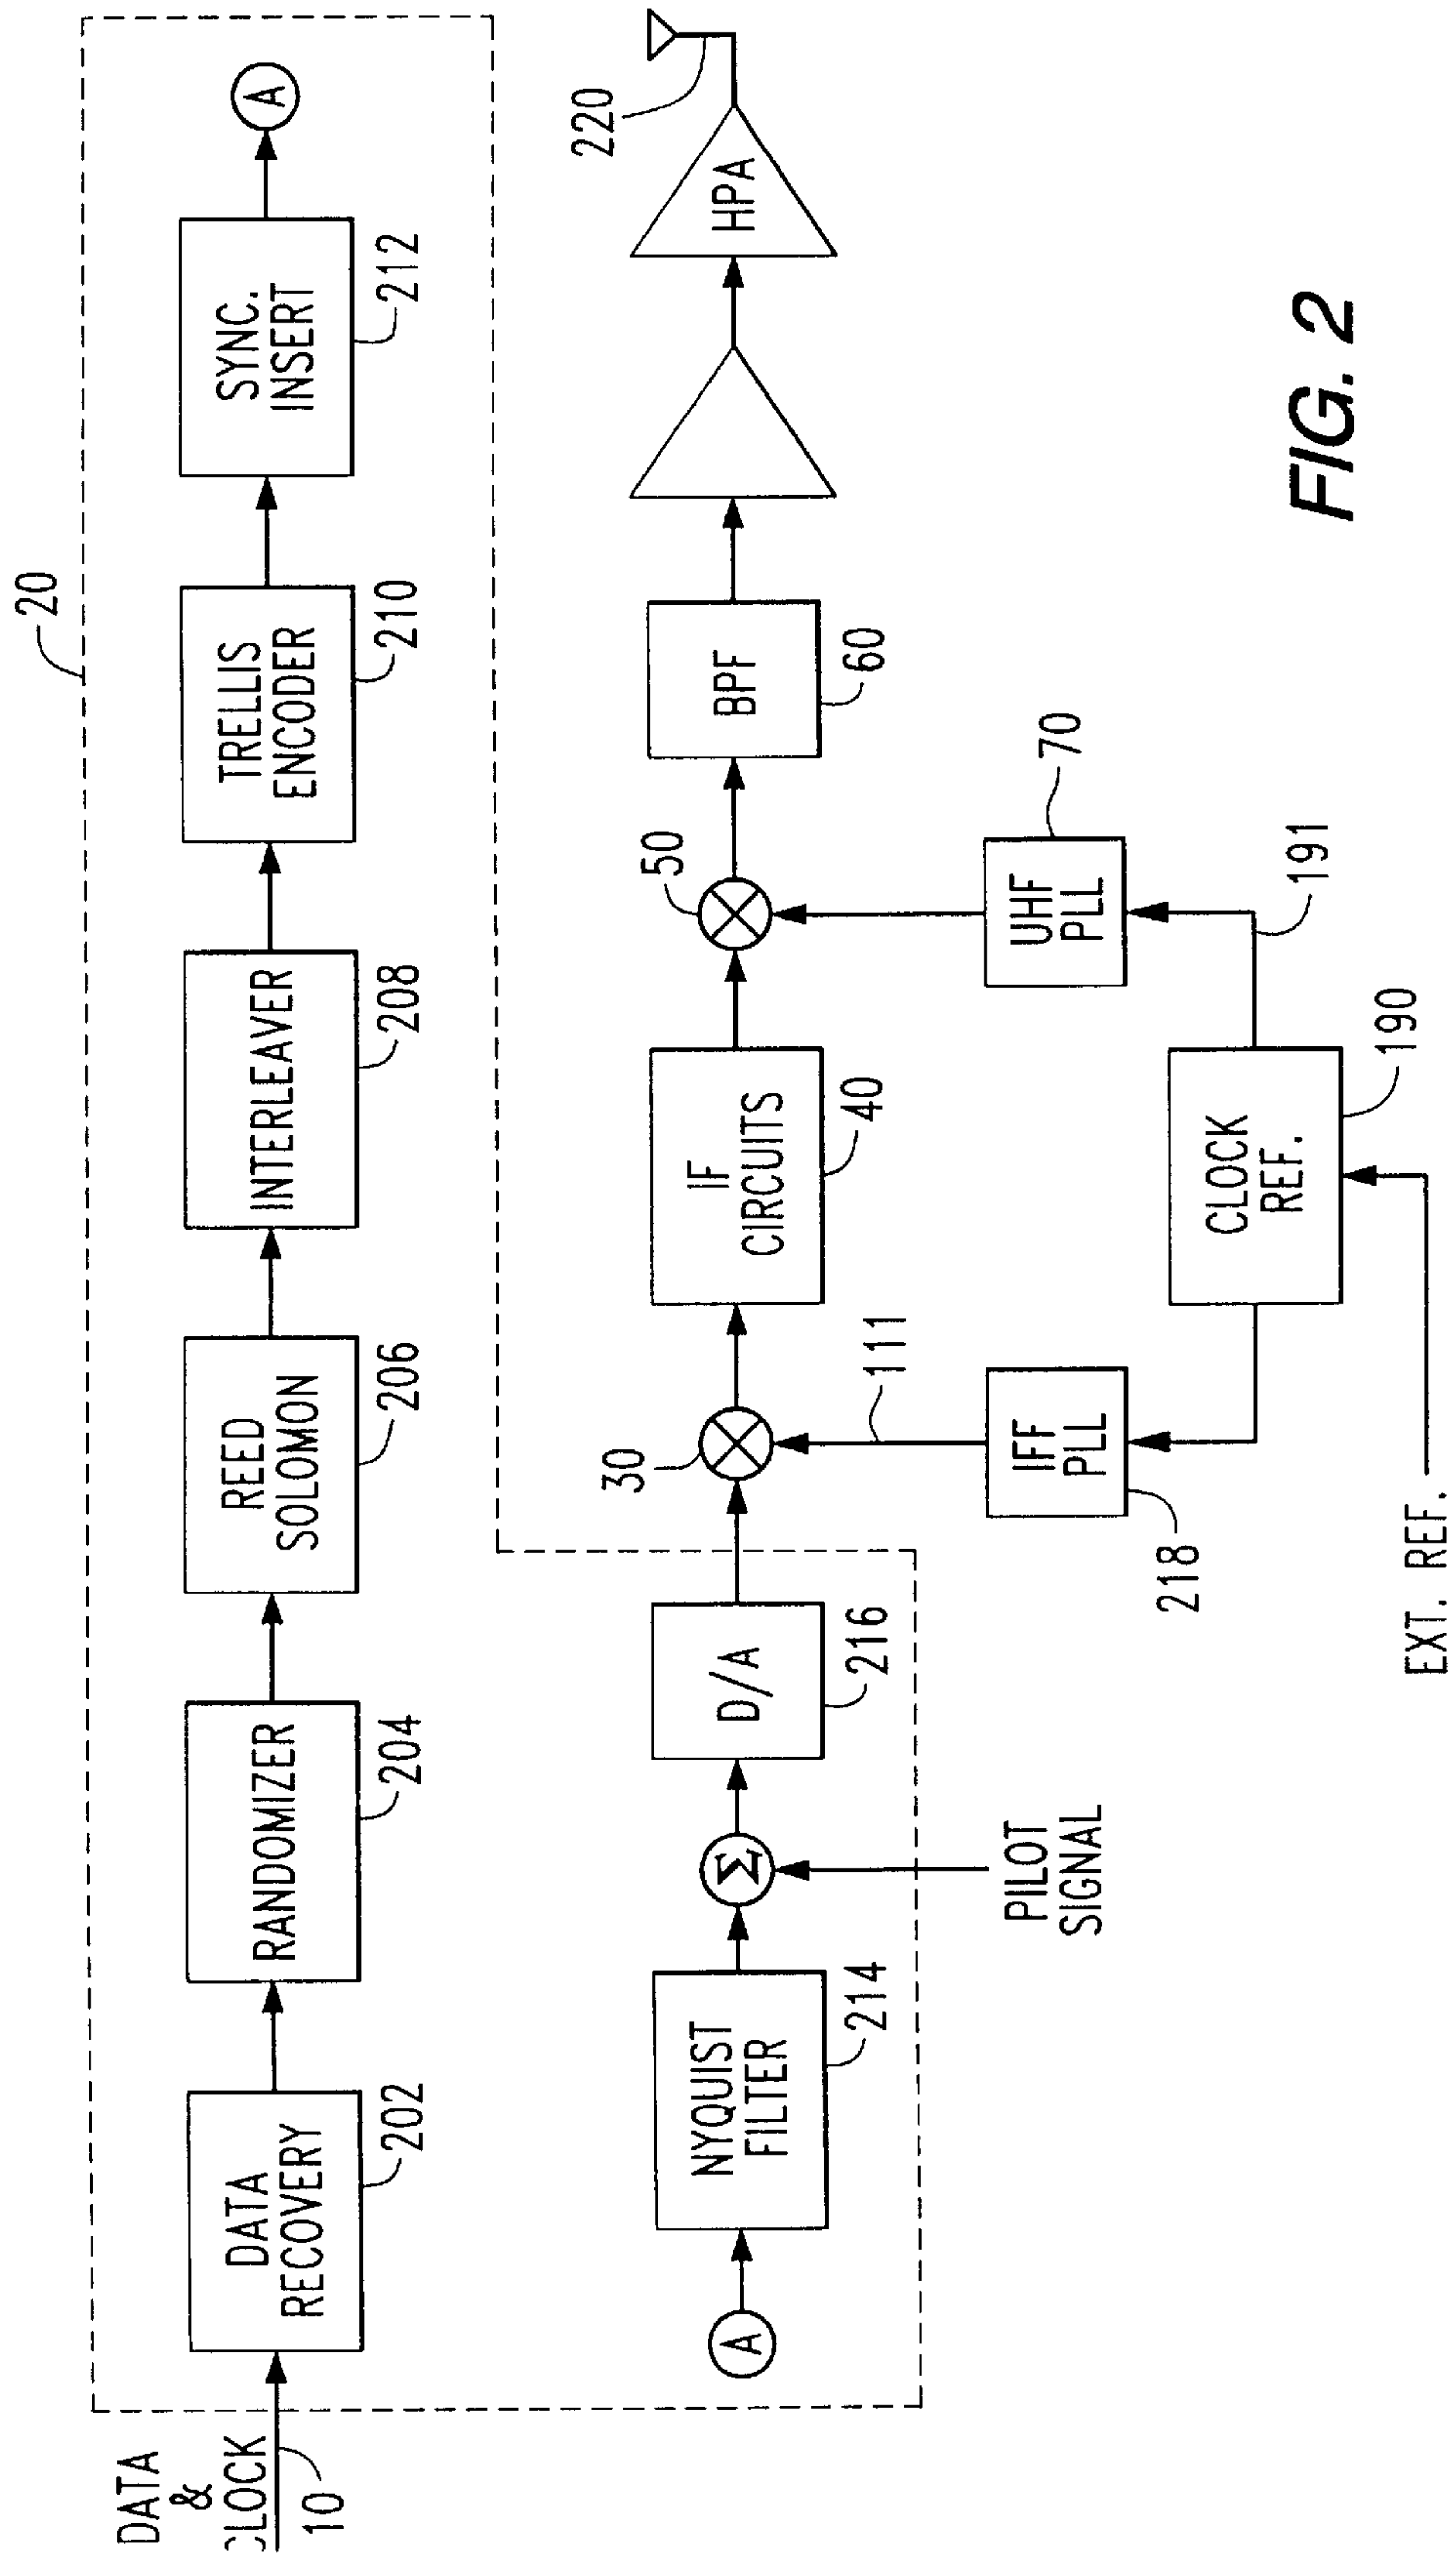 20
DATA
&
CLOCK
10
DATA
RECOVERY
202
RANDOMIZER
204
REED
SOLOMON
206
INTERLEAVER
208
TRELLIS
ENCODER
210
SYNC.
INSERT
212
A
A
NYQUIST
FILTER
214
Σ
PILOT
SIGNAL
D/A
216
30
111
IFF
PLL
218
IF
CIRCUITS
40
50
UHF
PLL
70
191
CLOCK
REF.
190
EXT. REF.
BPF
60
HPA
220
FIG. 2